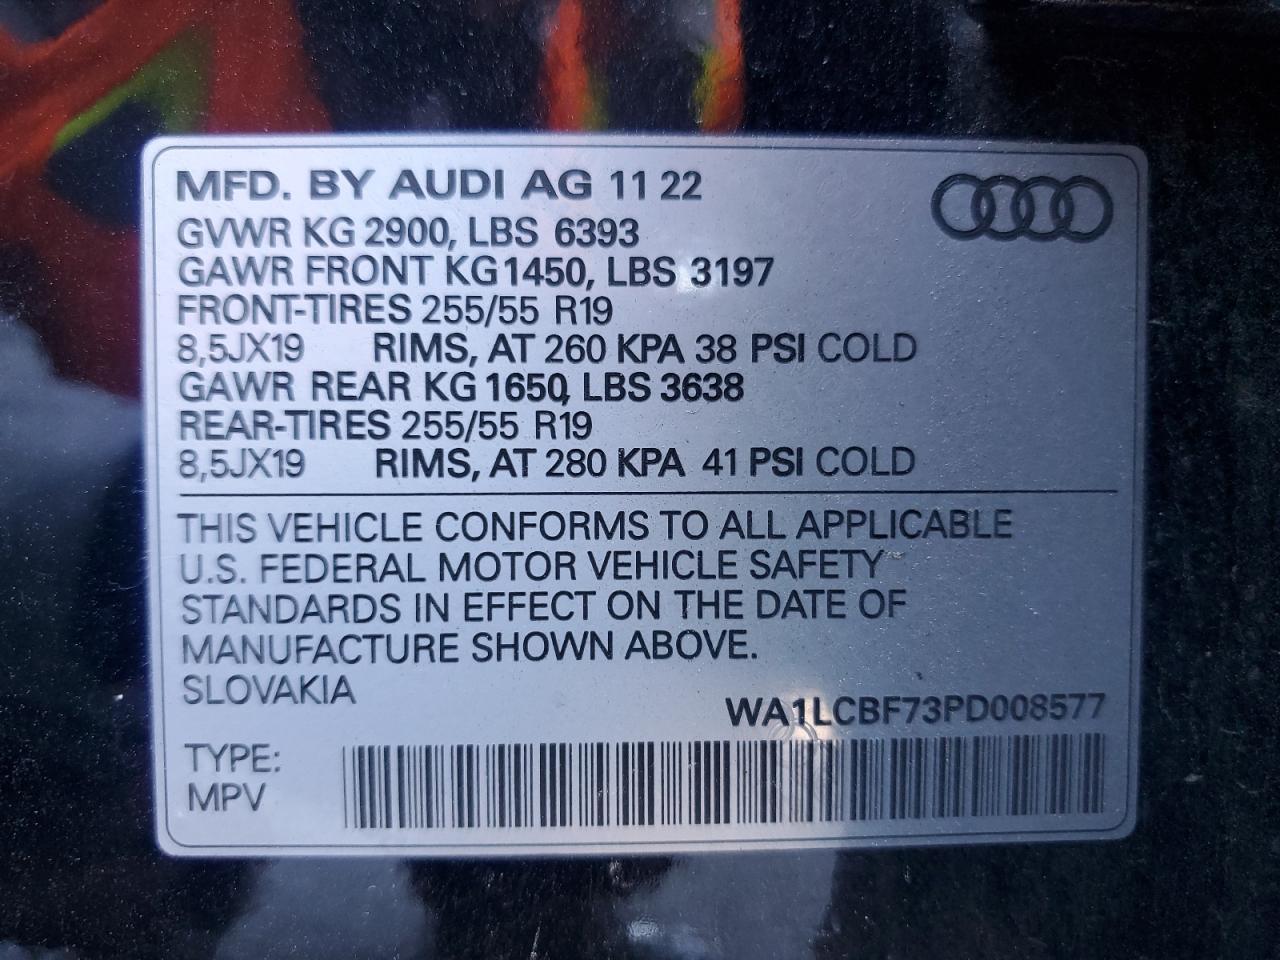 MFD. BY AUDI AG 11 22
GVWR KG 2900, LBS 6393
GAWR FRONT KG 1450, LBS 3197
FRONT-TIRES 255/55 R19
8,5JX19 RIMS, AT 260 KPA 38 PSI COLD
GAWR REAR KG 1650, LBS 3638
REAR-TIRES 255/55 R19
8,5JX19 RIMS, AT 280 KPA 41 PSI COLD
THIS VEHICLE CONFORMS TO ALL APPLICABLE
U.S. FEDERAL MOTOR VEHICLE SAFETY
STANDARDS IN EFFECT ON THE DATE OF
MANUFACTURE SHOWN ABOVE.
SLOVAKIA
WA1LCBF73PD008577
TYPE:
MPV